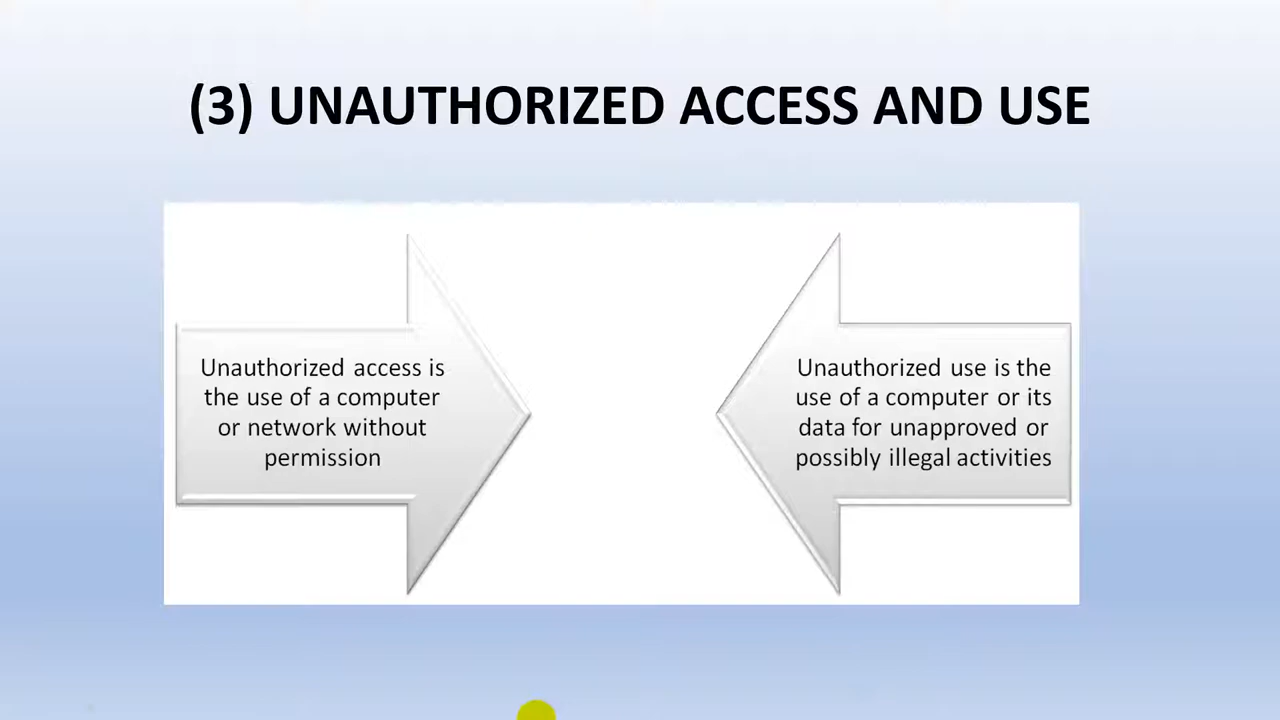 (3) UNAUTHORIZED ACCESS AND USE
Unauthorized access is
the use of a computer
or network without
permission
Unauthorized use is the
use of a computer or its
data for unapproved or
possibly illegal activities